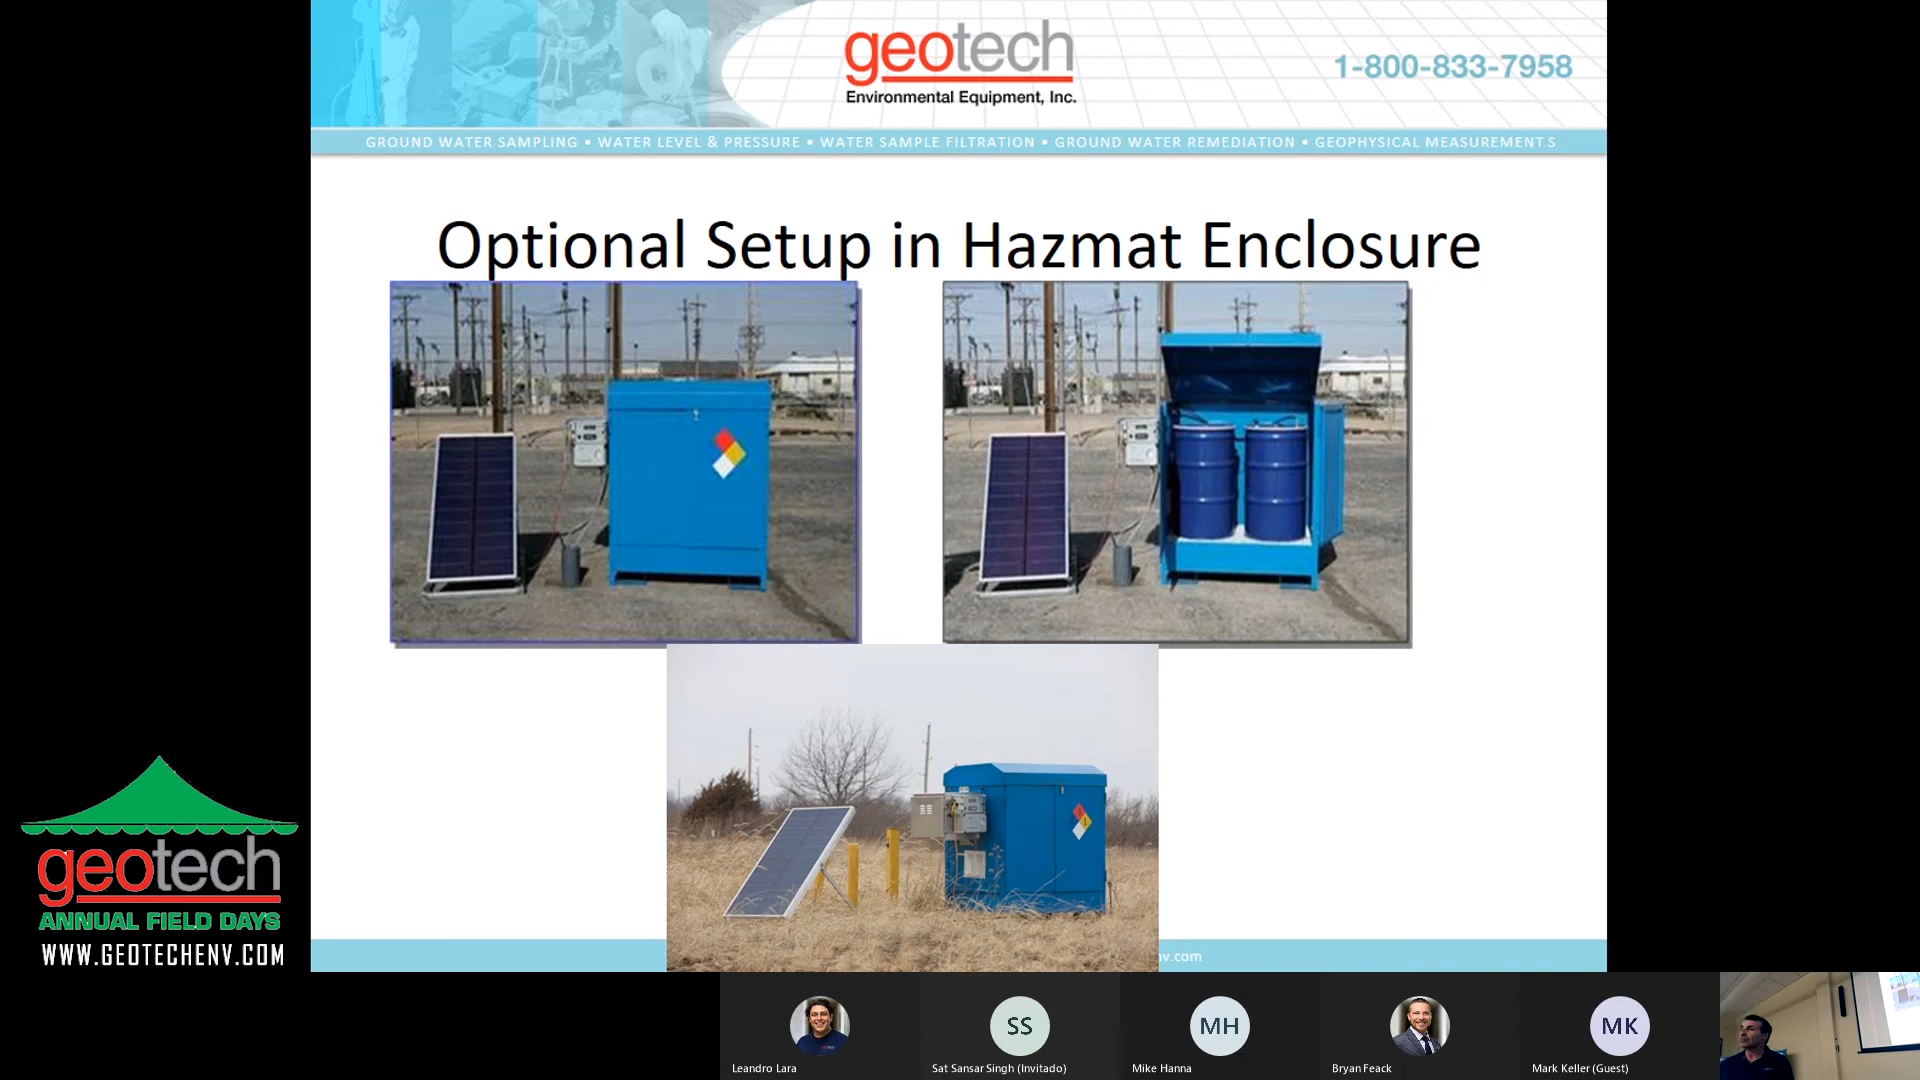 geotech
Environmental Equipment, Inc.
1-800-833-7958
GROUND WATER SAMPLING • WATER LEVEL & PRESSURE • WATER SAMPLE FILTRATION • GROUND WATER REMEDIATION • GEOPHYSICAL MEASUREMENTS
Optional Setup in Hazmat Enclosure
geotech
ANNUAL FIELD DAYS
WWW.GEOTECHENV.COM
nv.com
SS
MH
MK
Leandro Lara
Sat Sansar Singh (Invitado)
Mike Hanna
Bryan Feack
Mark Keller (Guest)